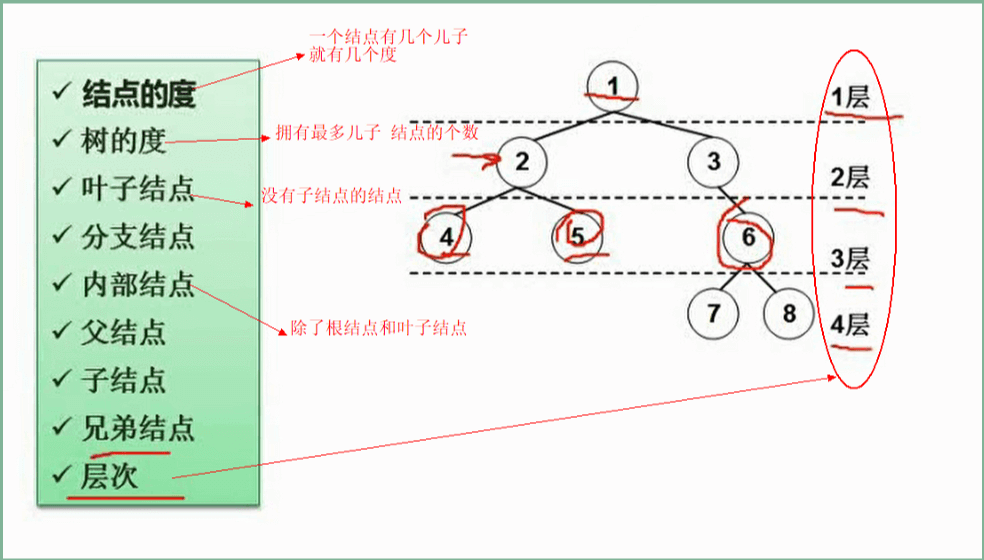 一个结点有几个儿子
就有几个度
✓ 结点的度
✓ 树的度
拥有最多儿子 结点的个数
✓ 叶子结点
没有子结点的结点
✓ 分支结点
✓ 内部结点
除了根结点和叶子结点
✓ 父结点
✓ 子结点
✓ 兄弟结点
✓ 层次
1
1层
2
3
2层
4
5
6
3层
7
8
4层